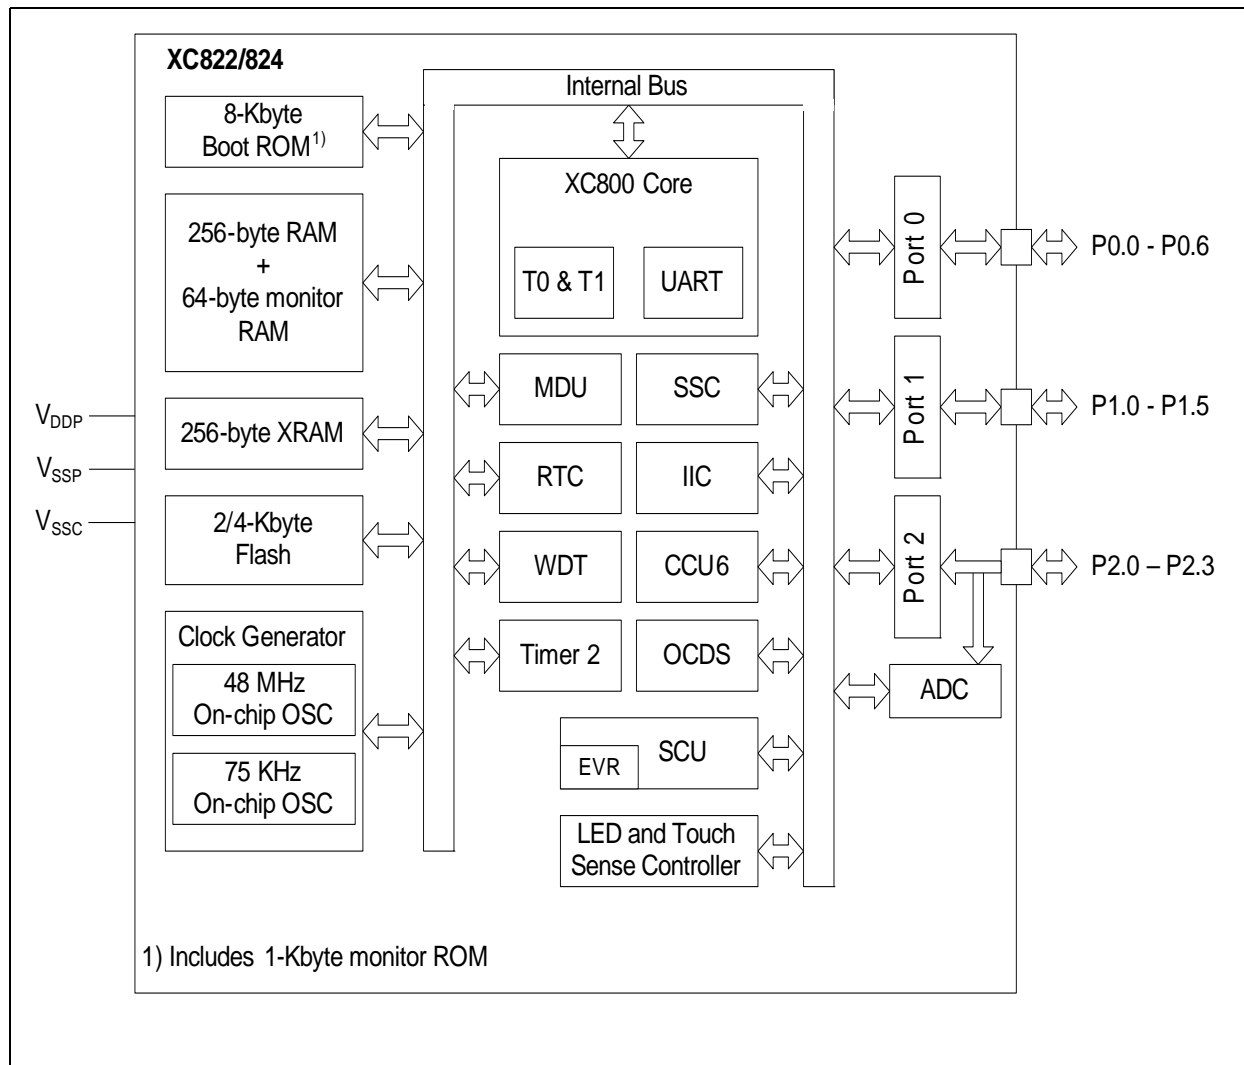 XC822/824
Internal Bus
8-Kbyte
Boot ROM1)
256-byte RAM
+
64-byte monitor
RAM
256-byte XRAM
2/4-Kbyte
Flash
Clock Generator
48 MHz
On-chip OSC
75 KHz
On-chip OSC
VDDP
VSSP
VSSC
XC800 Core
T0 & T1
UART
MDU
SSC
RTC
IIC
WDT
CCU6
Timer 2
OCDS
SCU
EVR
LED and Touch
Sense Controller
Port 0
P0.0 - P0.6
Port 1
P1.0 - P1.5
Port 2
P2.0 – P2.3
ADC
1) Includes 1-Kbyte monitor ROM